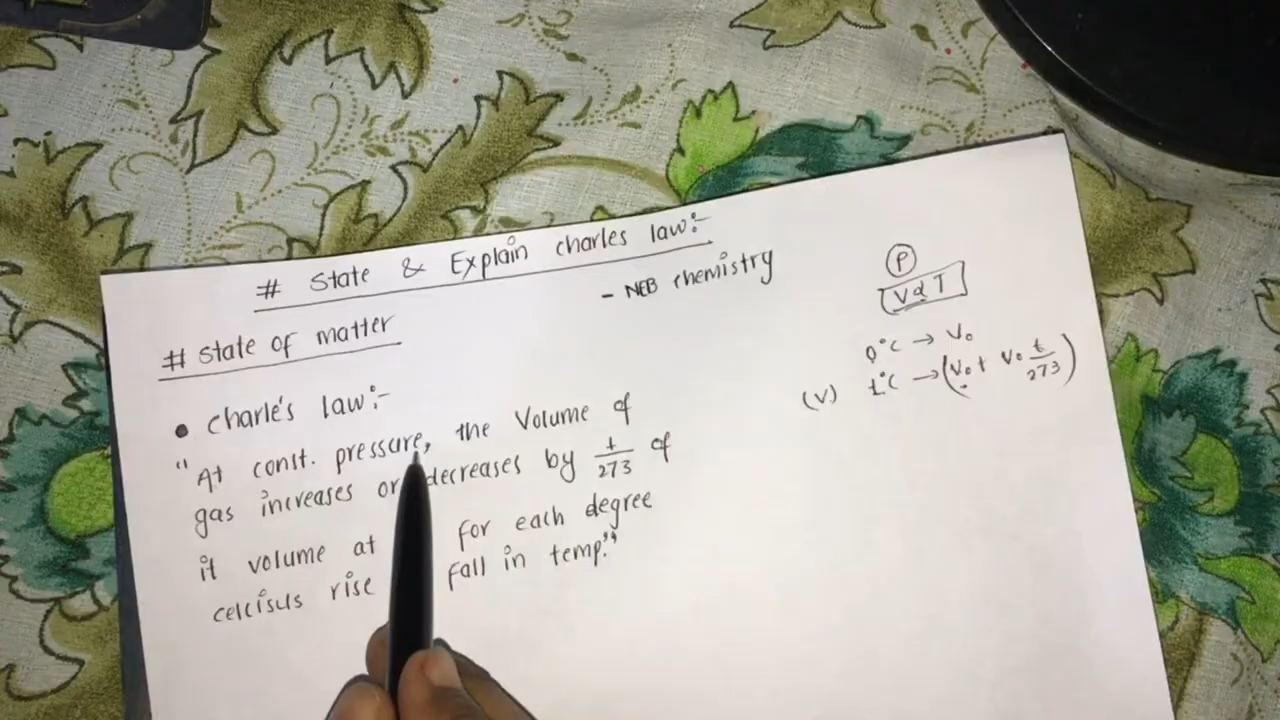 # State & Explain charles law:-
- NEB chemistry
# state of matter
• charle's law:-
" At const. pressure, the Volume of
gas increases or decreases by t/273 of
it volume at for each degree
celcisus rise fall in temp."
P
V α T
0°C → V₀
(V) t°C → (V₀ + V₀ t/273)